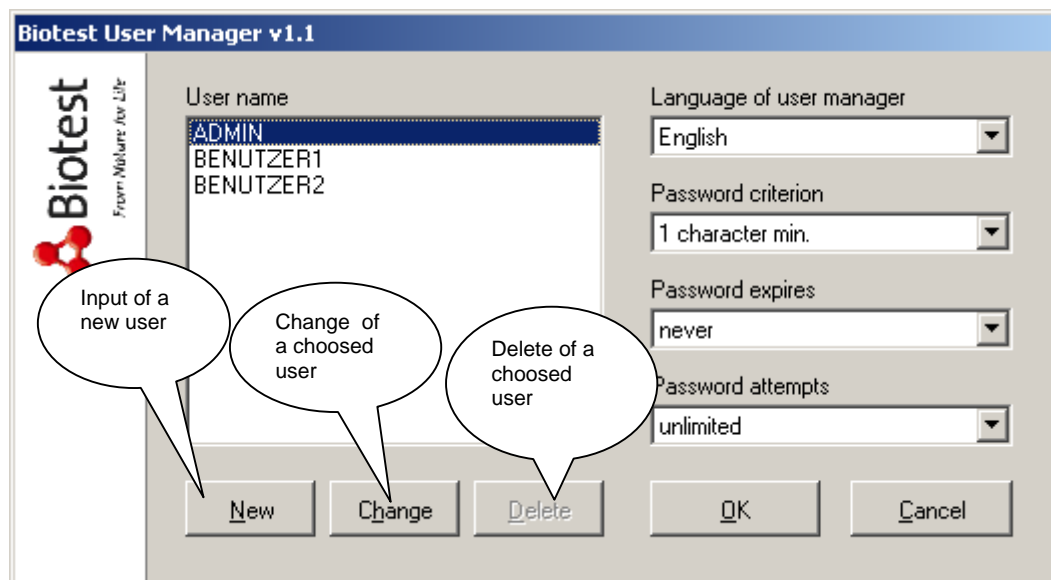 Biotest User Manager v1.1
Biotest
From Nature for Life
User name
ADMIN
BENUTZER1
BENUTZER2
Language of user manager
English
Password criterion
1 character min.
Password expires
never
Password attempts
unlimited
Input of a
new user
Change of
a choosed
user
Delete of a
choosed
user
New
Change
Delete
OK
Cancel